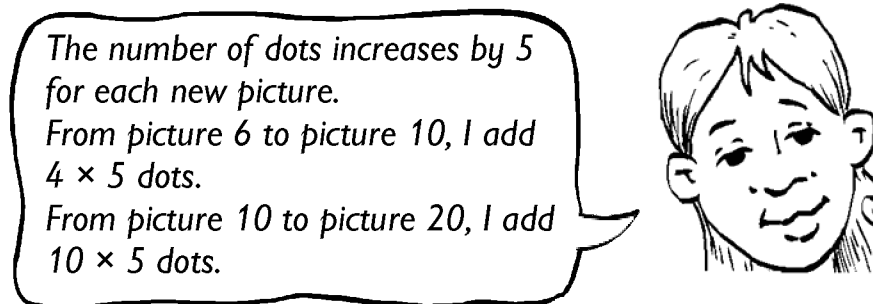 The number of dots increases by 5
for each new picture.
From picture 6 to picture 10, I add
4 × 5 dots.
From picture 10 to picture 20, I add
10 × 5 dots.